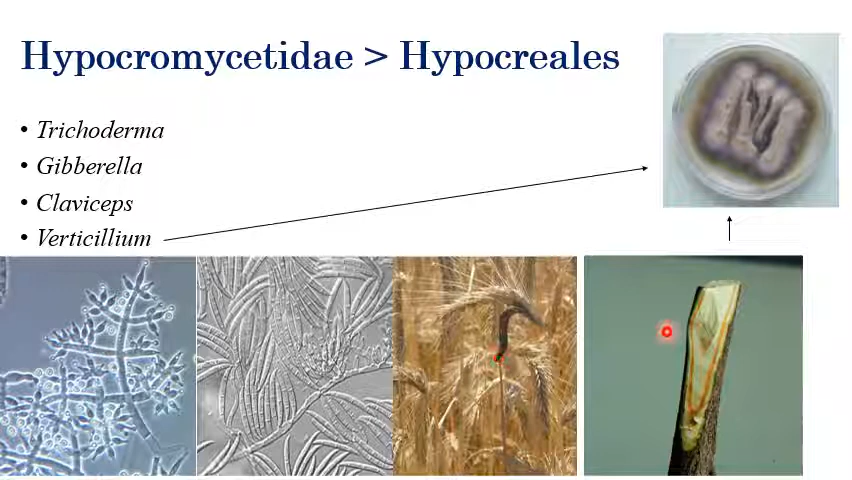 Hypocromycetidae > Hypocreales
• Trichoderma
• Gibberella
• Claviceps
• Verticillium